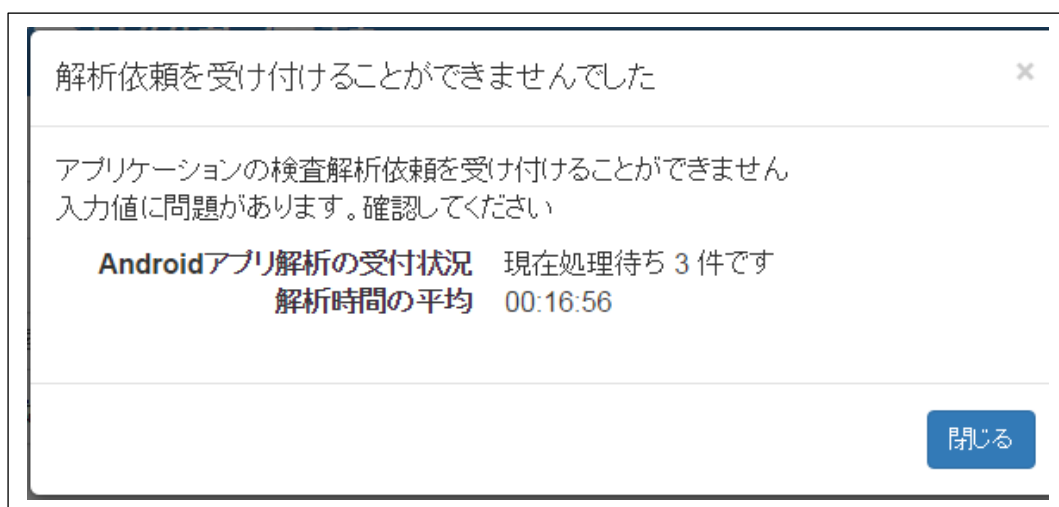 解析依頼を受け付けることができませんでした
×
アプリケーションの検査解析依頼を受け付けることができません
入力値に問題があります。確認してください
Androidアプリ解析の受付状況 現在処理待ち 3 件です
解析時間の平均 00:16:56
閉じる